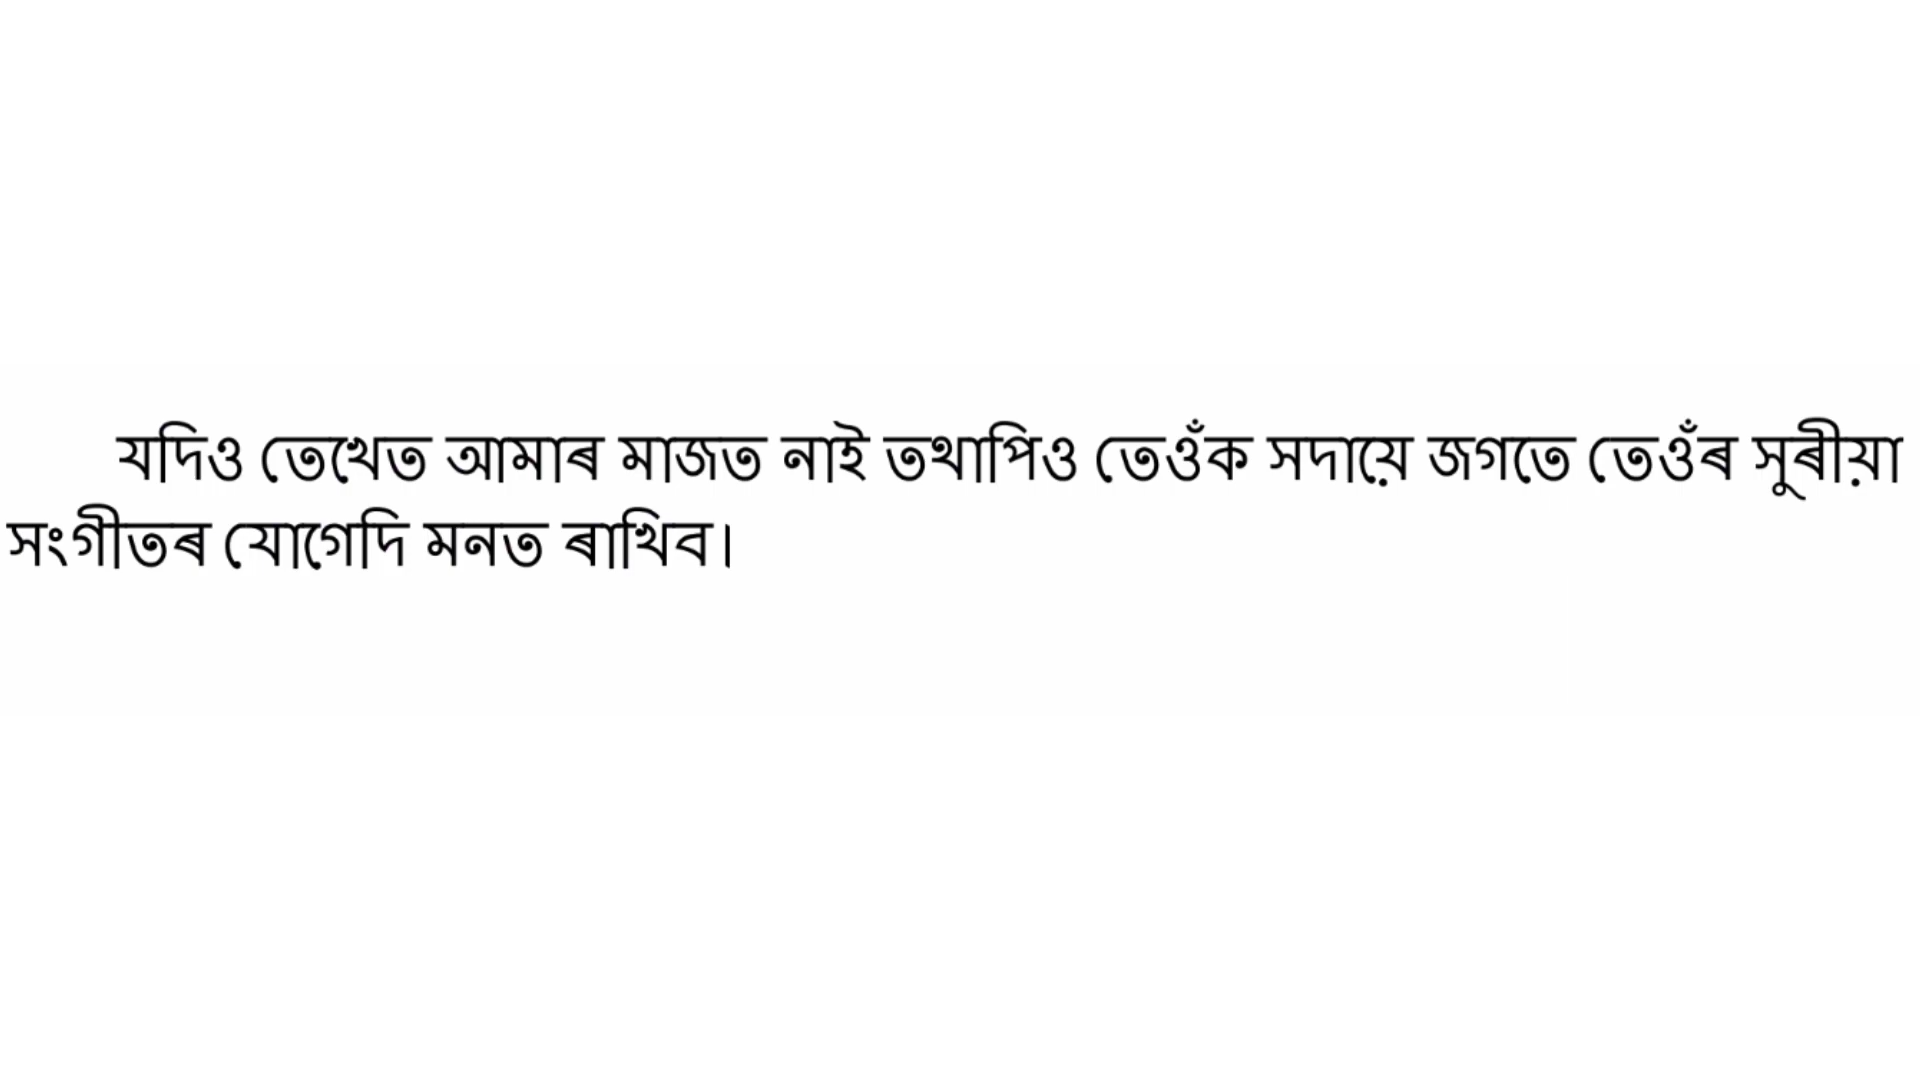 যদিও তেখেত আমাৰ মাজত নাই তথাপিও তেওঁক সদায়ে জগতে তেওঁৰ সুৰীয়া
সংগীতৰ যোগেদি মনত ৰাখিব।